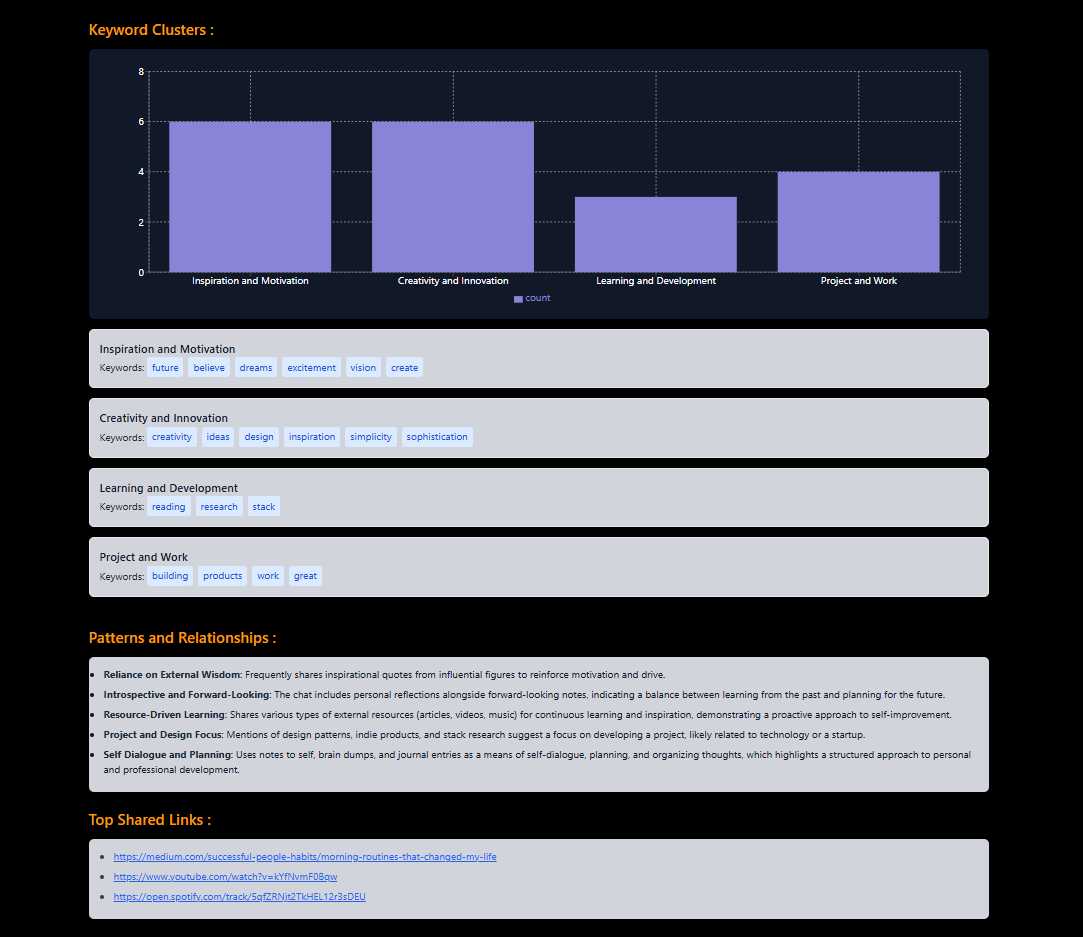 Keyword Clusters :
8
6
4
2
0
Inspiration and Motivation Creativity and Innovation Learning and Development Project and Work
count
Inspiration and Motivation
Keywords: future believe dreams excitement vision create
Creativity and Innovation
Keywords: creativity ideas design inspiration simplicity sophistication
Learning and Development
Keywords: reading research stack
Project and Work
Keywords: building products work great
Patterns and Relationships :
Reliance on External Wisdom: Frequently shares inspirational quotes from influential figures to reinforce motivation and drive.
Introspective and Forward-Looking: The chat includes personal reflections alongside forward-looking notes, indicating a balance between learning from the past and planning for the future.
Resource-Driven Learning: Shares various types of external resources (articles, videos, music) for continuous learning and inspiration, demonstrating a proactive approach to self-improvement.
Project and Design Focus: Mentions of design patterns, indie products, and stack research suggest a focus on developing a project, likely related to technology or a startup.
Self Dialogue and Planning: Uses notes to self, brain dumps, and journal entries as a means of self-dialogue, planning, and organizing thoughts, which highlights a structured approach to personal
and professional development.
Top Shared Links :
https://medium.com/successful-people-habits/morning-routines-that-changed-my-life
https://www.youtube.com/watch?v=kYfNvmF0Bqw
https://open.spotify.com/track/5qfZRNjt2TkHEL12r3sDEU